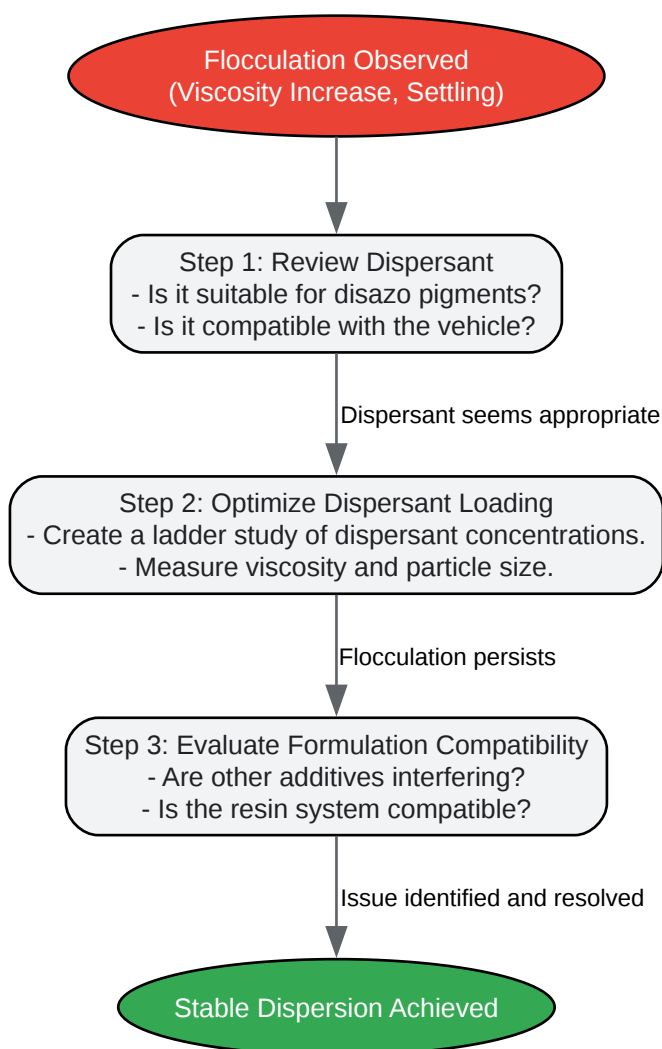 Flocculation Observed
(Viscosity Increase, Settling)
Step 1: Review Dispersant
- Is it suitable for disazo pigments?
- Is it compatible with the vehicle?
Dispersant seems appropriate
Step 2: Optimize Dispersant Loading
- Create a ladder study of dispersant concentrations.
- Measure viscosity and particle size.
Flocculation persists
Step 3: Evaluate Formulation Compatibility
- Are other additives interfering?
- Is the resin system compatible?
Issue identified and resolved
Stable Dispersion Achieved